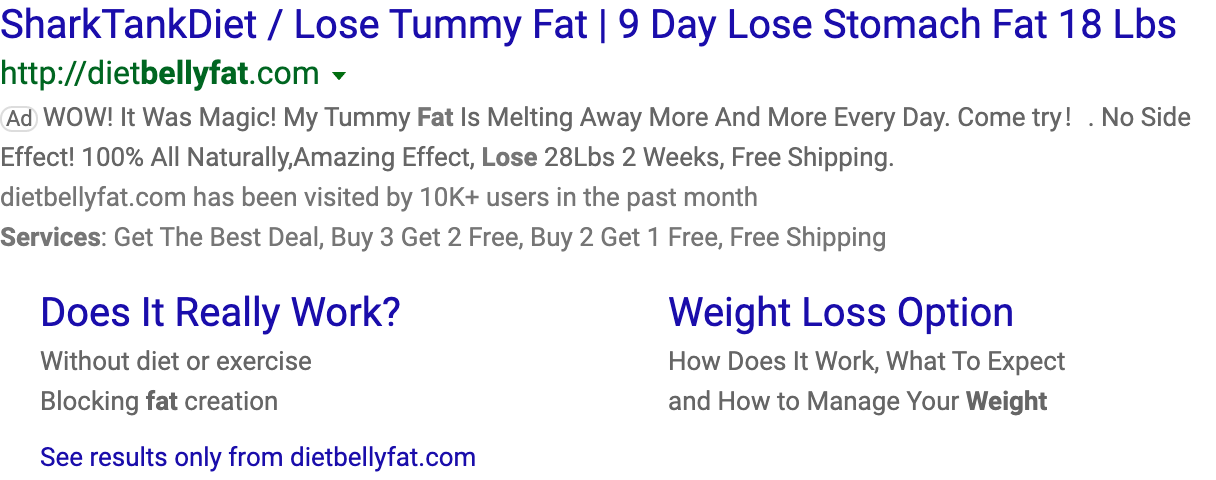 SharkTankDiet / Lose Tummy Fat | 9 Day Lose Stomach Fat 18 Lbs
http://dietbellyfat.com
Ad WOW! It Was Magic! My Tummy Fat Is Melting Away More And More Every Day. Come try！ . No Side
Effect! 100% All Naturally,Amazing Effect, Lose 28Lbs 2 Weeks, Free Shipping.
dietbellyfat.com has been visited by 10K+ users in the past month
Services: Get The Best Deal, Buy 3 Get 2 Free, Buy 2 Get 1 Free, Free Shipping
Does It Really Work?
Without diet or exercise
Blocking fat creation
Weight Loss Option
How Does It Work, What To Expect
and How to Manage Your Weight
See results only from dietbellyfat.com